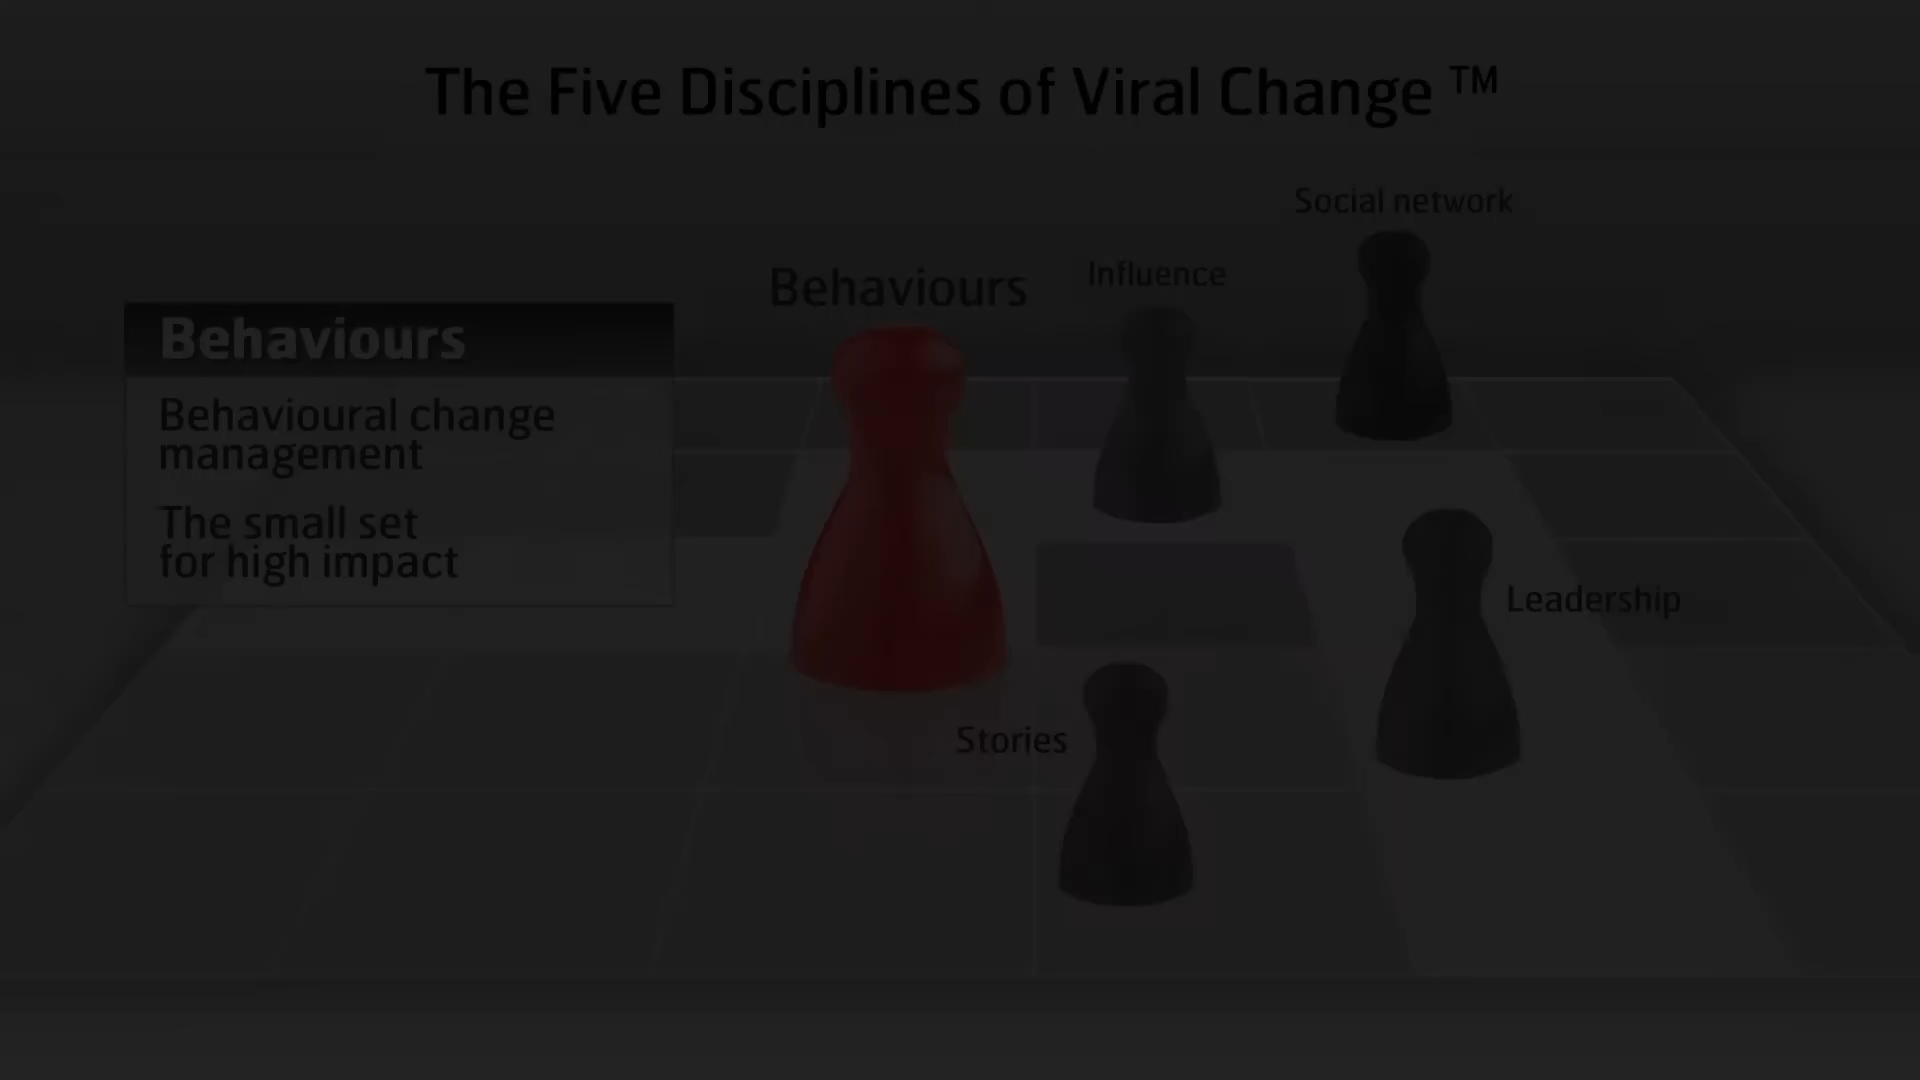 The Five Disciplines of Viral Change ™
Social network
Influence
Behaviours
Behaviours
Behavioural change
management
The small set
for high impact
Leadership
Stories